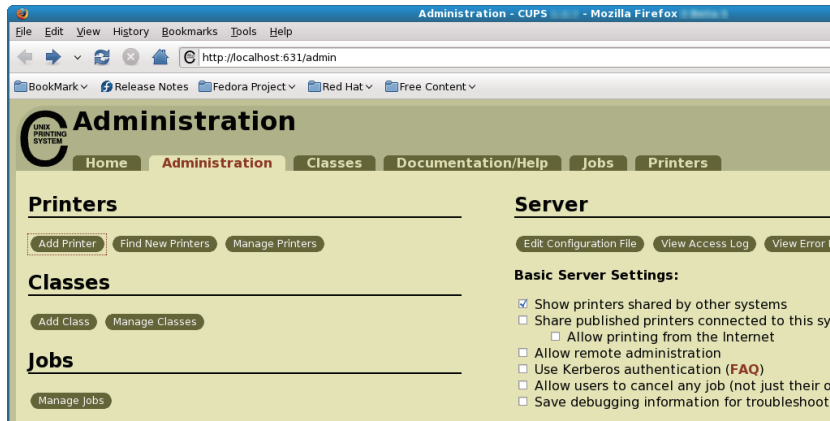 Administration - CUPS - Mozilla Firefox
File Edit View History Bookmarks Tools Help
http://localhost:631/admin
BookMark Release Notes Fedora Project Red Hat Free Content
UNIX PRINTING SYSTEM
Administration
Home Administration Classes Documentation/Help Jobs Printers
Printers
Add Printer Find New Printers Manage Printers
Classes
Add Class Manage Classes
Jobs
Manage Jobs
Server
Edit Configuration File View Access Log View Error
Basic Server Settings:
Show printers shared by other systems
Share published printers connected to this sy
Allow printing from the Internet
Allow remote administration
Use Kerberos authentication (FAQ)
Allow users to cancel any job (not just their o
Save debugging information for troubleshoot